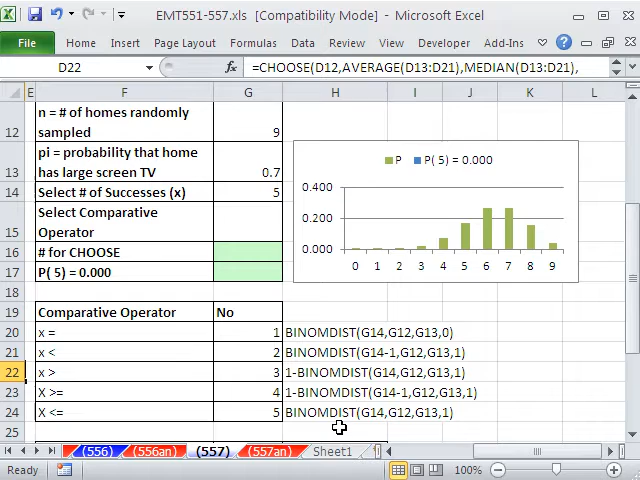 EMT551-557.xls [Compatibility Mode] - Microsoft Excel
File Home Insert Page Layout Formulas Data Review View Developer Add-Ins
D22 fx =CHOOSE(D12,AVERAGE(D13:D21),MEDIAN(D13:D21),
E F G H I J K L
n = # of homes randomly
12 sampled 9
pi = probability that home
13 has large screen TV 0.7
14 Select # of Successes (x) 5
Select Comparative
15 Operator
16 # for CHOOSE
17 P( 5) = 0.000
18
P P( 5) = 0.000
0.400
0.200
0.000
0 1 2 3 4 5 6 7 8 9
19 Comparative Operator No
20 x = 1 BINOMDIST(G14,G12,G13,0)
21 x < 2 BINOMDIST(G14-1,G12,G13,1)
22 x > 3 1-BINOMDIST(G14,G12,G13,1)
23 X >= 4 1-BINOMDIST(G14-1,G12,G13,1)
24 X <= 5 BINOMDIST(G14,G12,G13,1)
25
(556) (556an) (557) (557an) Sheet1
Ready 100%